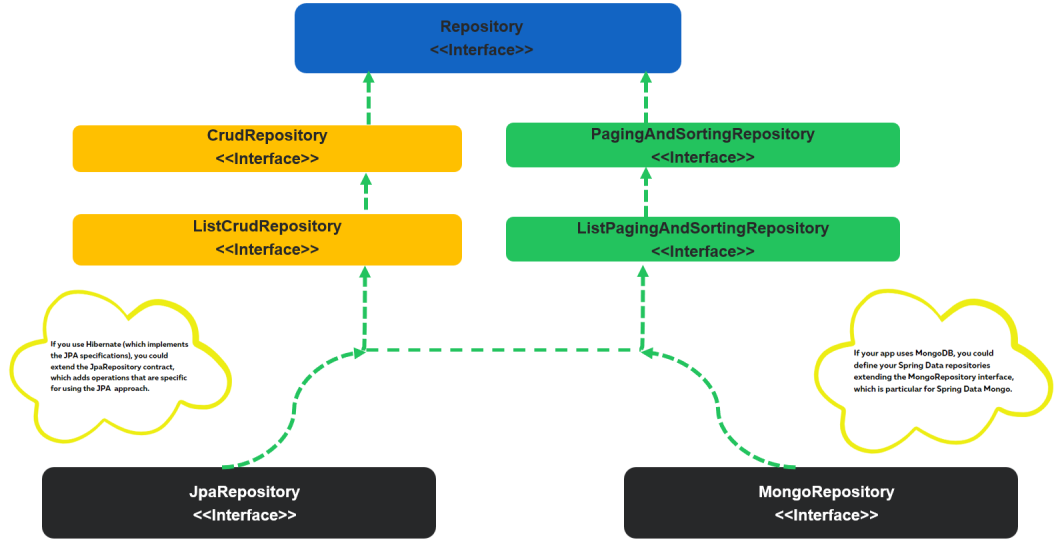 Repository
<<Interface>>
CrudRepository
<<Interface>>
PagingAndSortingRepository
<<Interface>>
ListCrudRepository
<<Interface>>
ListPagingAndSortingRepository
<<Interface>>
If you use Hibernate (which implements
the JPA specifications), you could
extend the JpaRepository contract,
which adds operations that are specific
for using the JPA approach.
If your app uses MongoDB, you could
define your Spring Data repositories
extending the MongoRepository interface,
which is particular for Spring Data Mongo.
JpaRepository
<<Interface>>
MongoRepository
<<Interface>>